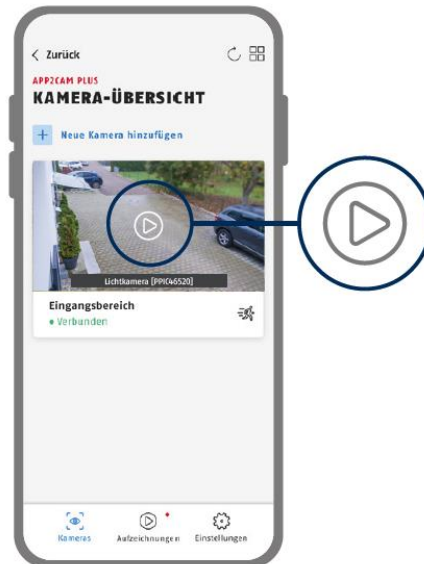 Zurück
APP2CAM PLUS
KAMERA-ÜBERSICHT
+ Neue Kamera hinzufügen
Lichtkamera [PPIC46520]
Eingangsbereich
• Verbunden
Kameras Aufzeichnungen Einstellungen